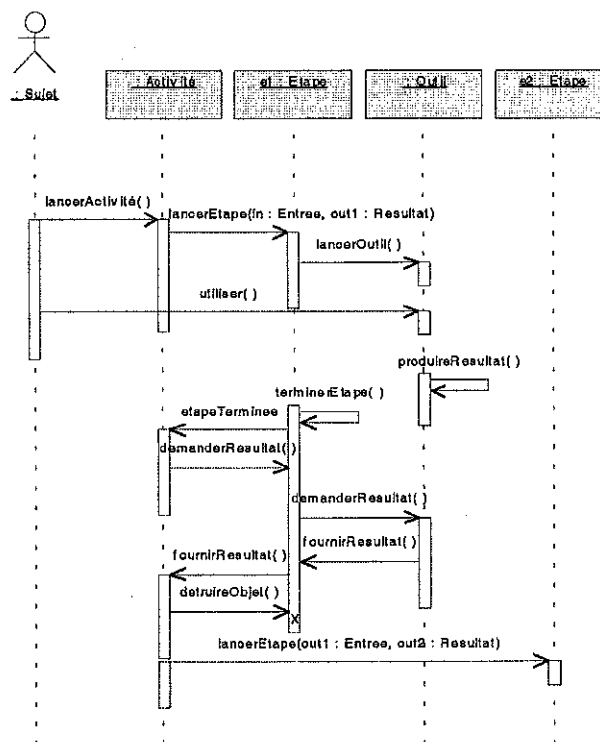 : Sujet
: Activité
e1 : Etape
: Outil
e2 : Etape
lancerActivité( )
lancerEtape(in : Entree, out1 : Resultat)
lancerOutil( )
utiliser( )
produireResultat( )
terminerEtape( )
etapeTerminee
demanderResultat( )
demanderResultat( )
fournirResultat( )
fournirResultat( )
detruireObjet( )
X
lancerEtape(out1 : Entree, out2 : Resultat)